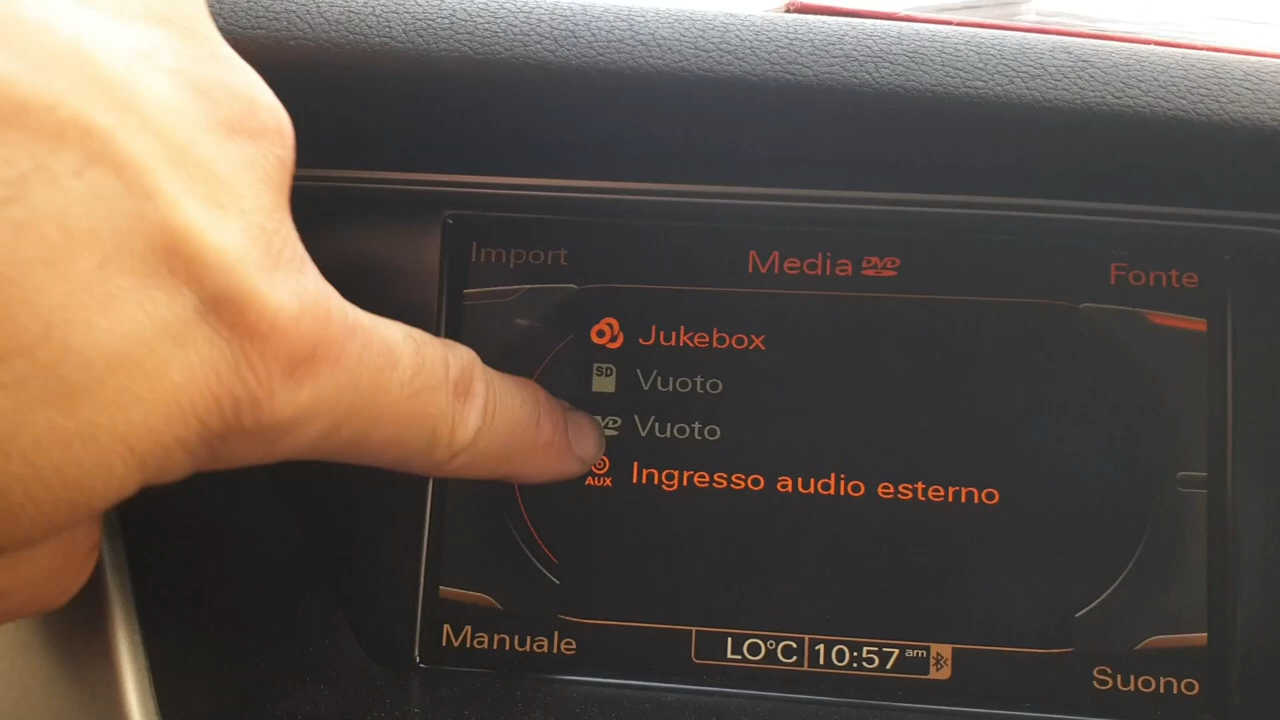 Import
Media DVD
Fonte
Jukebox
SD Vuoto
Vuoto
AUX Ingresso audio esterno
Manuale
LO°C 10:57 am
Suono